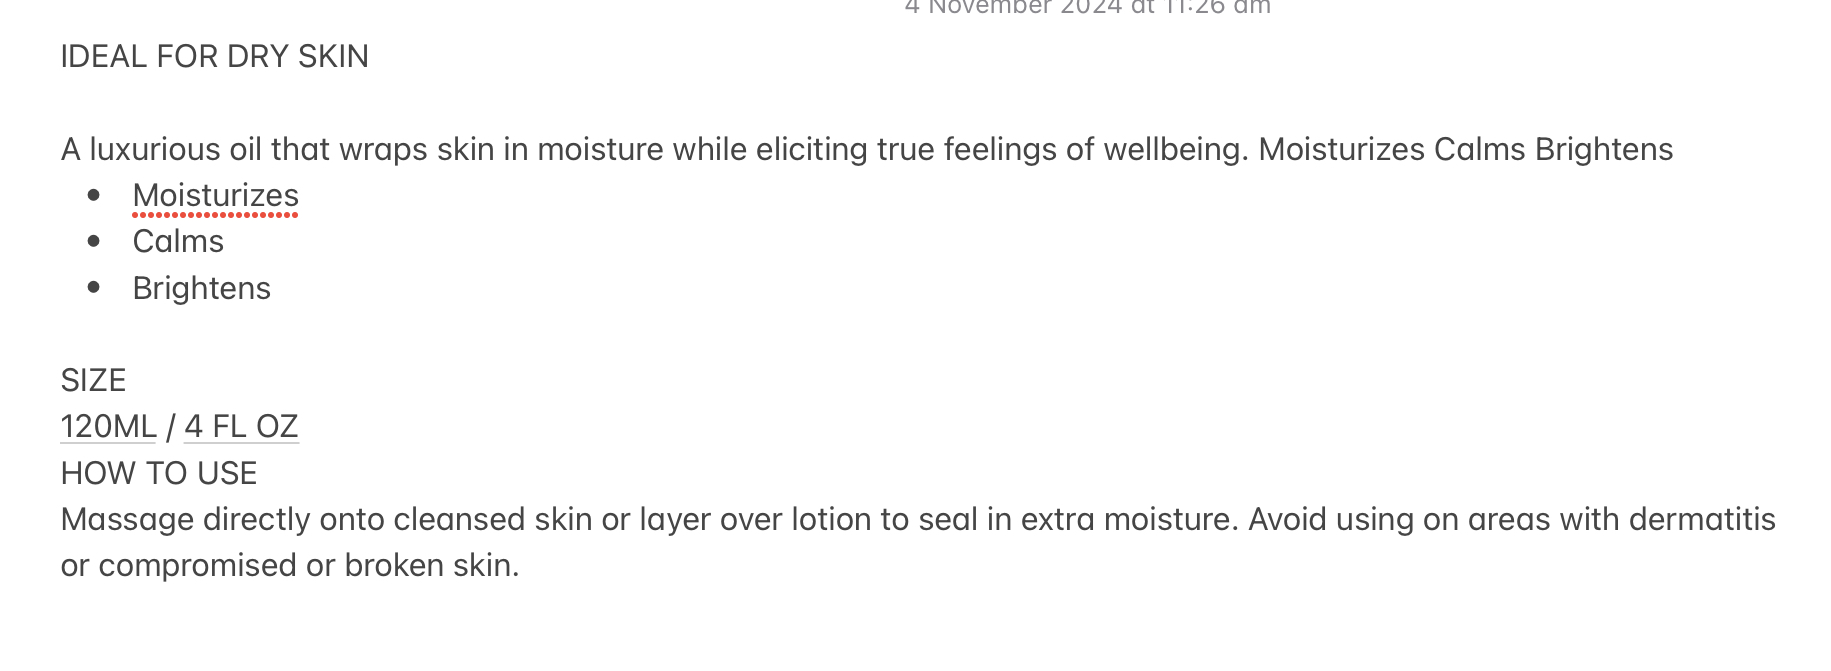 4 November 2024 at 11:26 am
IDEAL FOR DRY SKIN
A luxurious oil that wraps skin in moisture while eliciting true feelings of wellbeing. Moisturizes Calms Brightens
• Moisturizes
• Calms
• Brightens
SIZE
120ML / 4 FL OZ
HOW TO USE
Massage directly onto cleansed skin or layer over lotion to seal in extra moisture. Avoid using on areas with dermatitis
or compromised or broken skin.